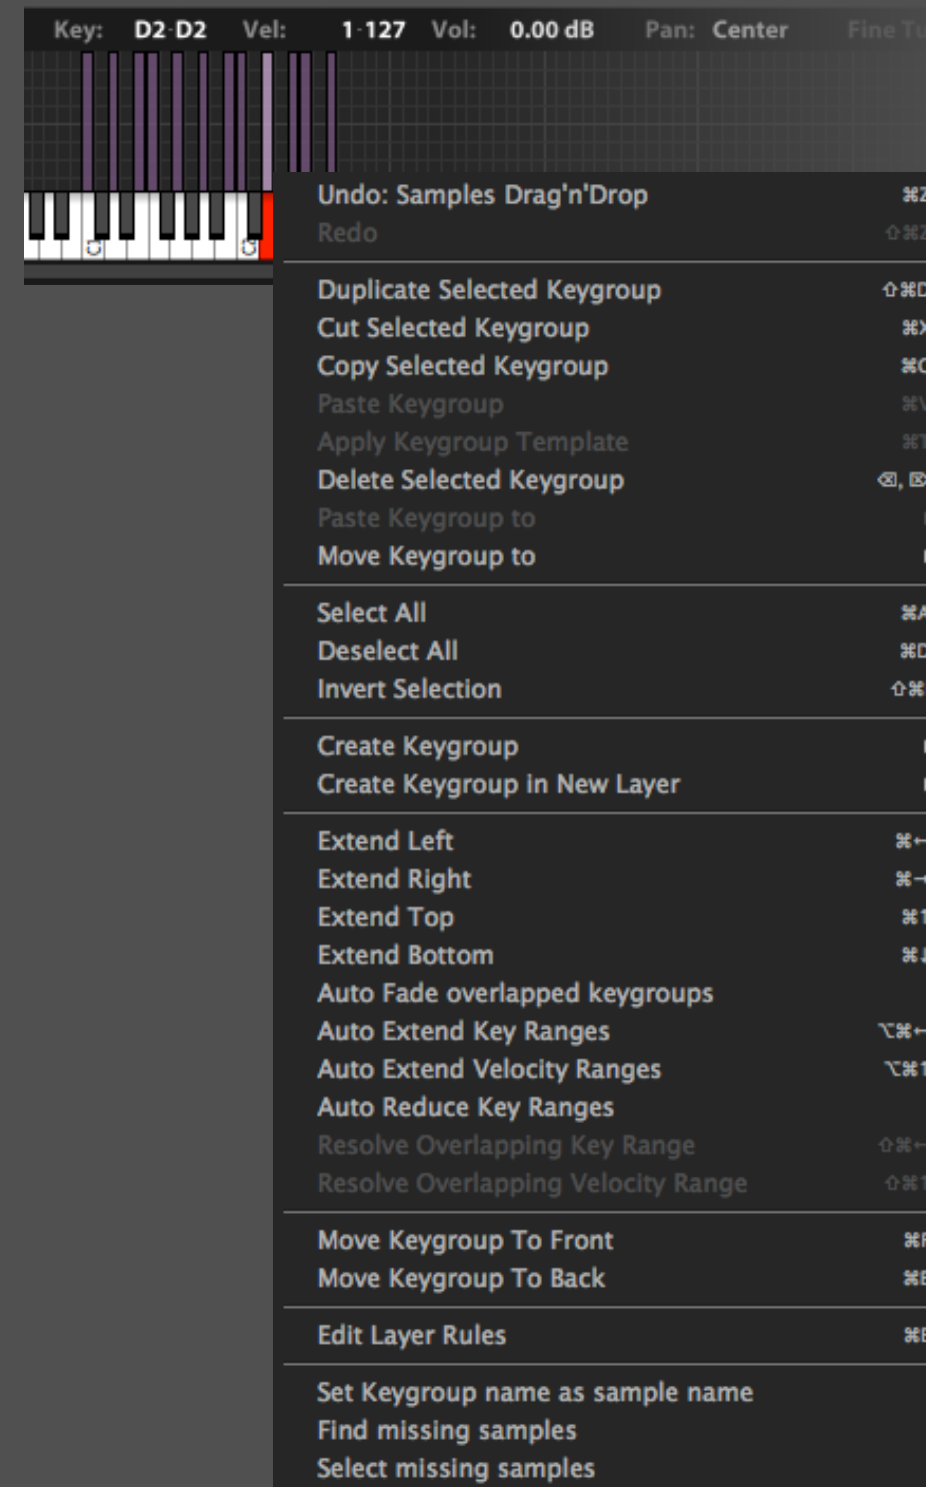 Key: D2-D2 Vel: 1-127 Vol: 0.00 dB Pan: Center Fine Tu
C1 C2
Undo: Samples Drag'n'Drop ⌘Z
Redo ⇧⌘Z
Duplicate Selected Keygroup ⇧⌘D
Cut Selected Keygroup ⌘X
Copy Selected Keygroup ⌘C
Paste Keygroup ⌘V
Apply Keygroup Template ⌘T
Delete Selected Keygroup ⌫, ⌦
Paste Keygroup to
Move Keygroup to
Select All ⌘A
Deselect All ⌘D
Invert Selection ⇧⌘
Create Keygroup
Create Keygroup in New Layer
Extend Left ⌘←
Extend Right ⌘→
Extend Top ⌘↑
Extend Bottom ⌘↓
Auto Fade overlapped keygroups
Auto Extend Key Ranges ⌥⌘←
Auto Extend Velocity Ranges ⌥⌘↑
Auto Reduce Key Ranges
Resolve Overlapping Key Range ⇧⌘←
Resolve Overlapping Velocity Range ⇧⌘↑
Move Keygroup To Front ⌘F
Move Keygroup To Back ⌘B
Edit Layer Rules ⌘E
Set Keygroup name as sample name
Find missing samples
Select missing samples